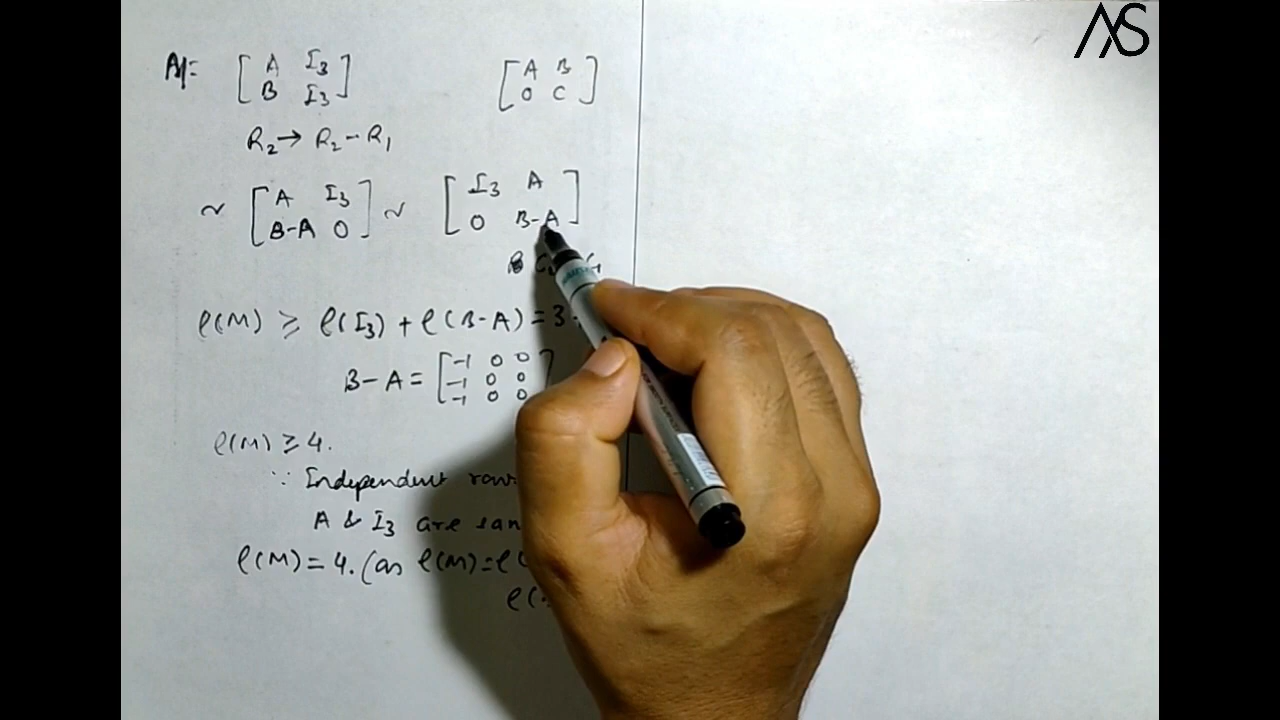 AS
M = [ A I₃ ; B I₃ ] [ A B ; 0 C ]
R₂ → R₂ - R₁
~ [ A I₃ ; B-A 0 ] ~ [ I₃ A ; 0 B-A ]
ρ(M) ≥ ρ(I₃) + ρ(B-A) = 3
B-A = [ -1 0 0 ; -1 0 0 ; -1 0 0 ]
ρ(M) ≥ 4.
∵ Independent
A & I₃ are
ρ(M) = 4. (as ρ(M) =